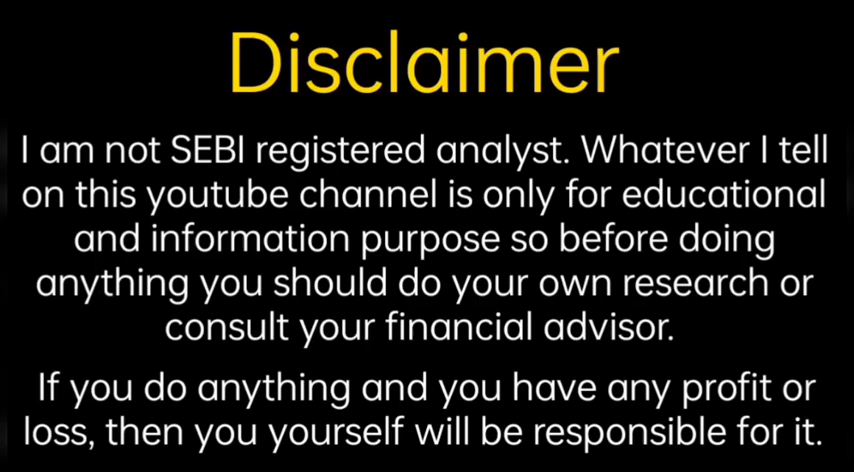 Disclaimer
I am not SEBI registered analyst. Whatever I tell
on this youtube channel is only for educational
and information purpose so before doing
anything you should do your own research or
consult your financial advisor.
If you do anything and you have any profit or
loss, then you yourself will be responsible for it.